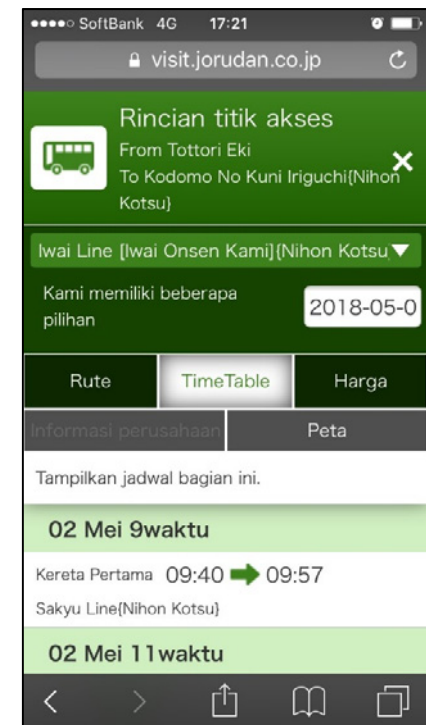 SoftBank 4G 17:21
visit.jorudan.co.jp
Rincian titik akses
From Tottori Eki
To Kodomo No Kuni Iriguchi{Nihon
Kotsu}
Iwai Line [Iwai Onsen Kami]{Nihon Kotsu
Kami memiliki beberapa
pilihan
2018-05-0
Rute TimeTable Harga
Informasi perusahaan Peta
Tampilkan jadwal bagian ini.
02 Mei 9waktu
Kereta Pertama 09:40 09:57
Sakyu Line{Nihon Kotsu}
02 Mei 11waktu